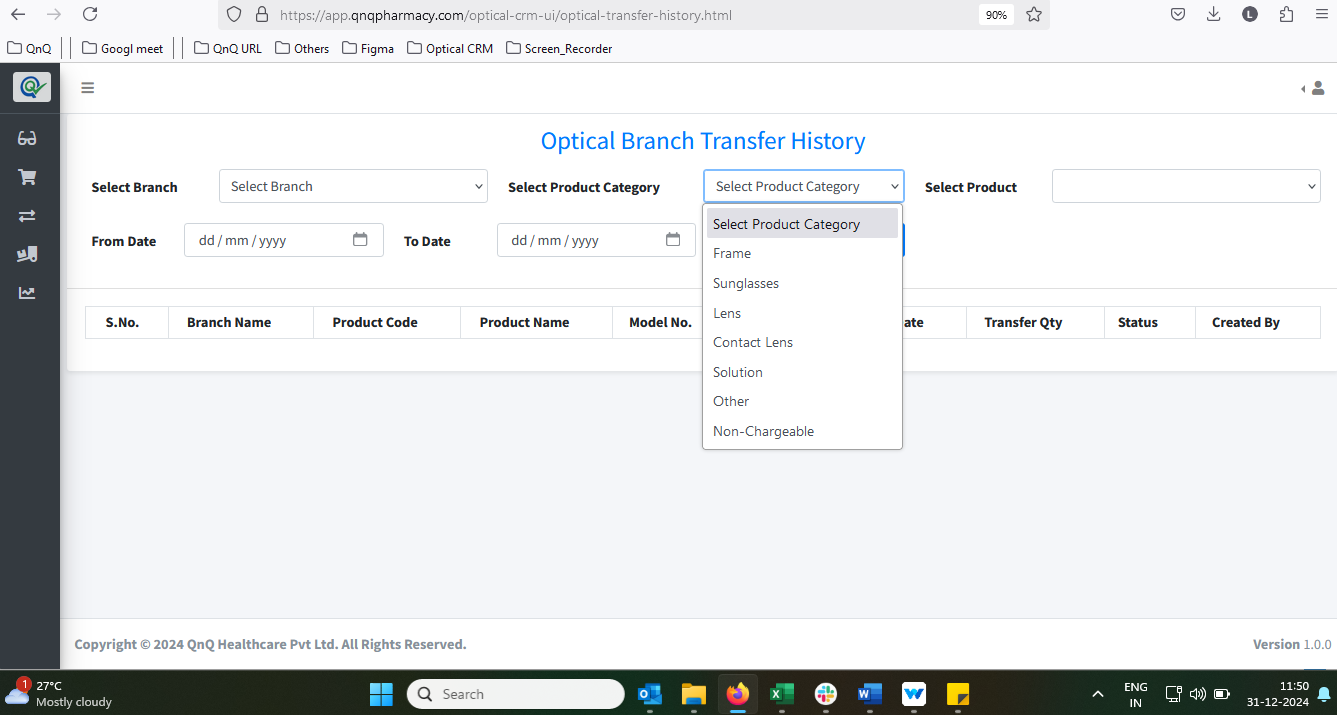 https://app.qnqpharmacy.com/optical-crm-ui/optical-transfer-history.html
90%
L
QnQ
Googl meet
QnQ URL
Others
Figma
Optical CRM
Screen_Recorder
Optical Branch Transfer History
Select Branch
Select Branch
Select Product Category
Select Product Category
Select Product
From Date
dd / mm / yyyy
To Date
dd / mm / yyyy
Select Product Category
Frame
Sunglasses
Lens
Contact Lens
Solution
Other
Non-Chargeable
S.No.
Branch Name
Product Code
Product Name
Model No.
ate
Transfer Qty
Status
Created By
Copyright © 2024 QnQ Healthcare Pvt Ltd. All Rights Reserved.
Version 1.0.0
1
27°C
Mostly cloudy
Search
ENG
IN
11:50
31-12-2024